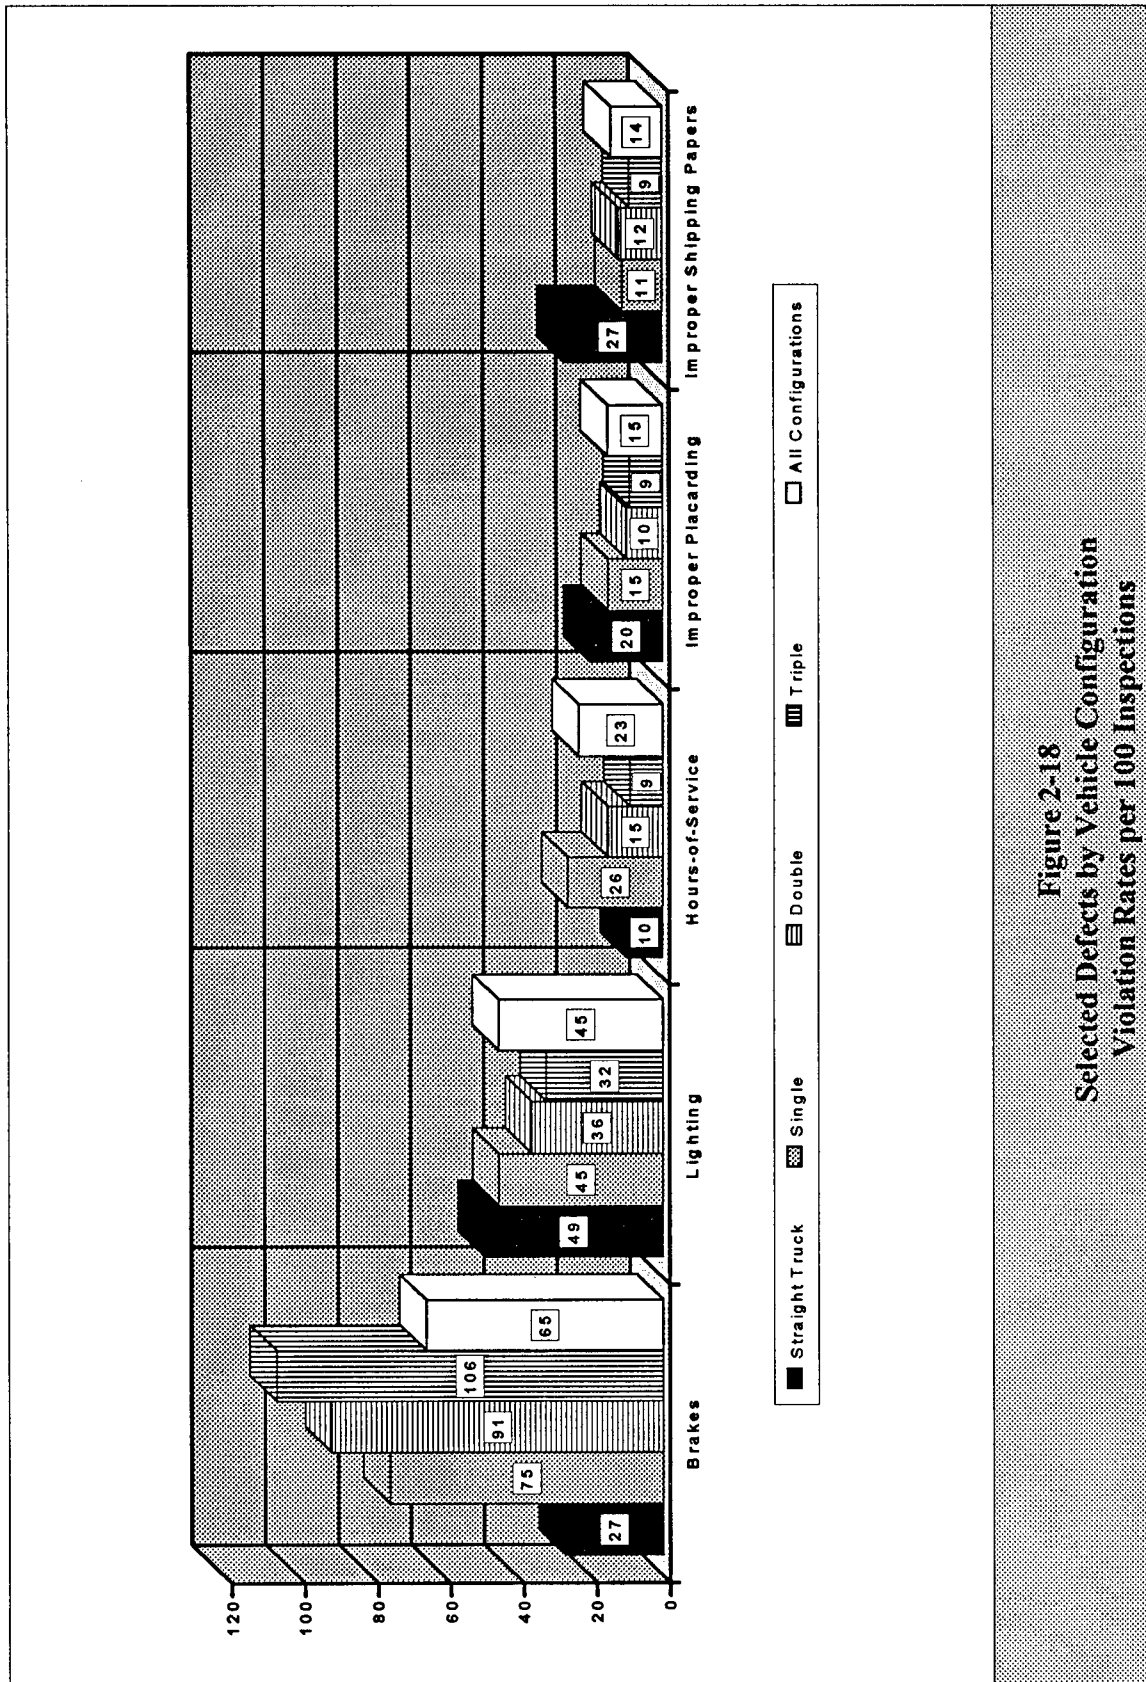 120
100
80
60
40
20
0
27
75
91
106
65
49
45
36
32
45
10
26
15
9
23
20
15
10
9
15
27
11
12
9
14
Brakes
Lighting
Hours-of-Service
Improper Placarding
Improper Shipping Papers
Straight Truck
Single
Double
Triple
All Configurations
Figure 2-18
Selected Defects by Vehicle Configuration
Violation Rates per 100 Inspections